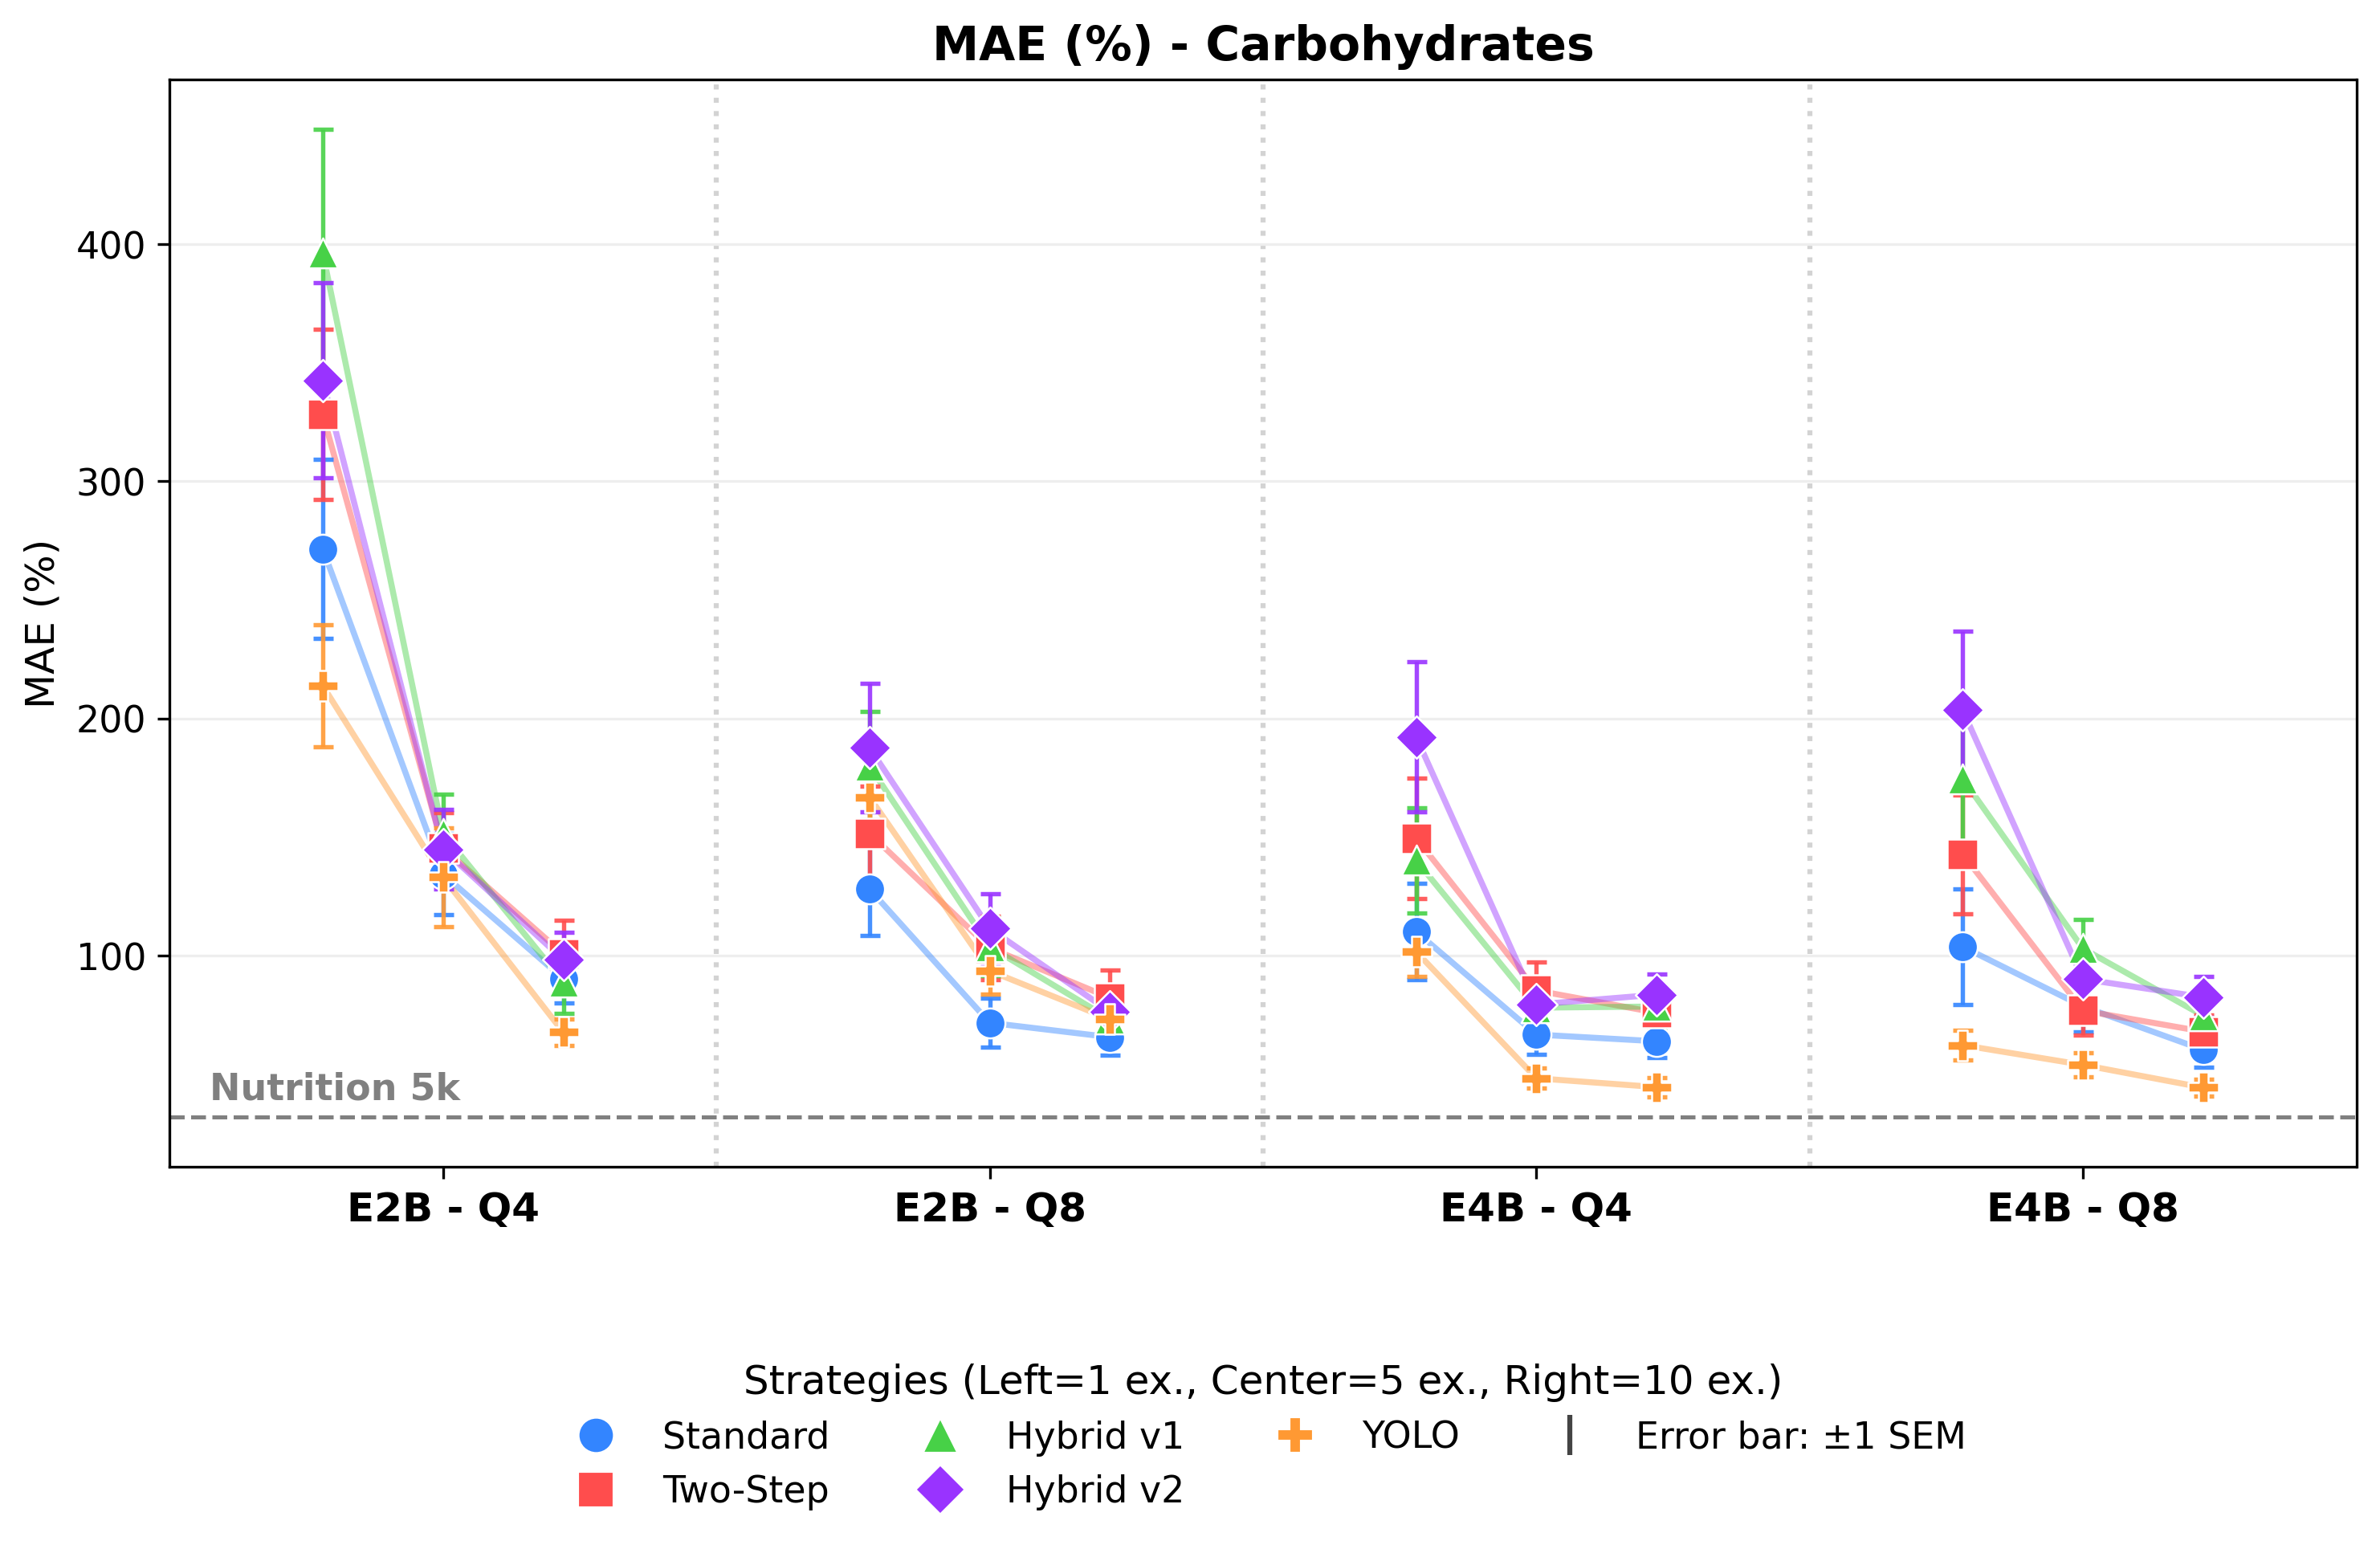 MAE (%) - Carbohydrates
MAE (%)
400
300
200
100
Nutrition 5k
E2B - Q4
E2B - Q8
E4B - Q4
E4B - Q8
Strategies (Left=1 ex., Center=5 ex., Right=10 ex.)
Standard
Hybrid v1
YOLO
Error bar: ±1 SEM
Two-Step
Hybrid v2